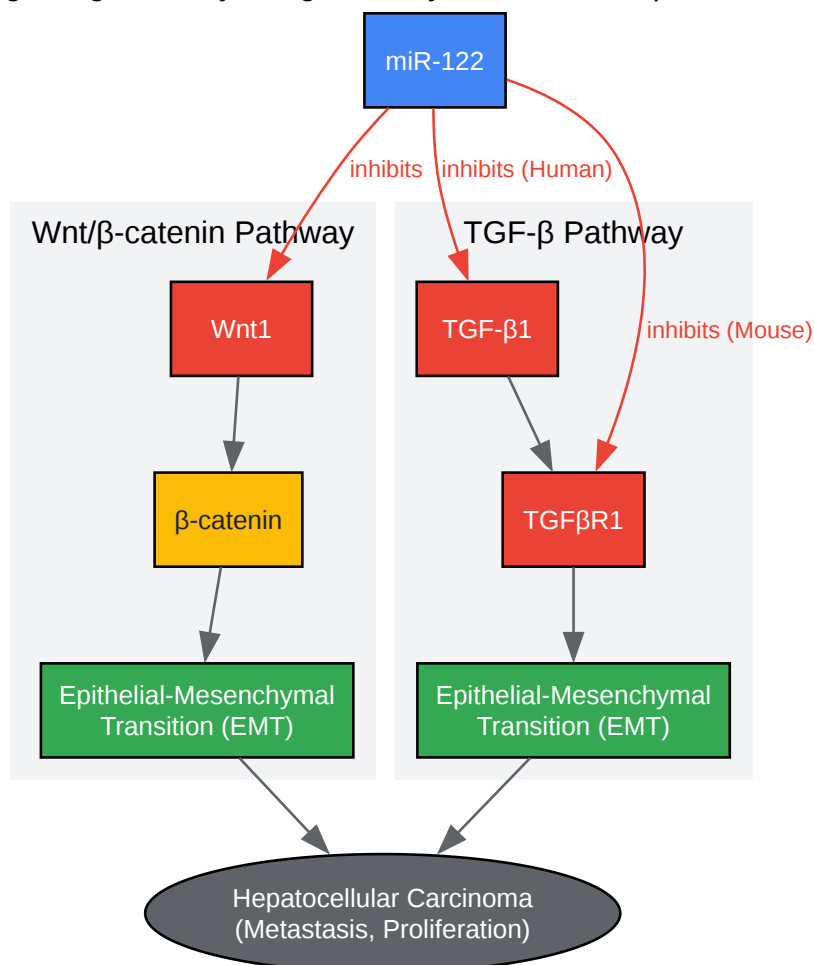 miR-122
inhibits
inhibits (Human)
Wnt/β-catenin Pathway
TGF-β Pathway
Wnt1
TGF-β1
inhibits (Mouse)
β-catenin
TGFβR1
Epithelial-Mesenchymal
Transition (EMT)
Epithelial-Mesenchymal
Transition (EMT)
Hepatocellular Carcinoma
(Metastasis, Proliferation)